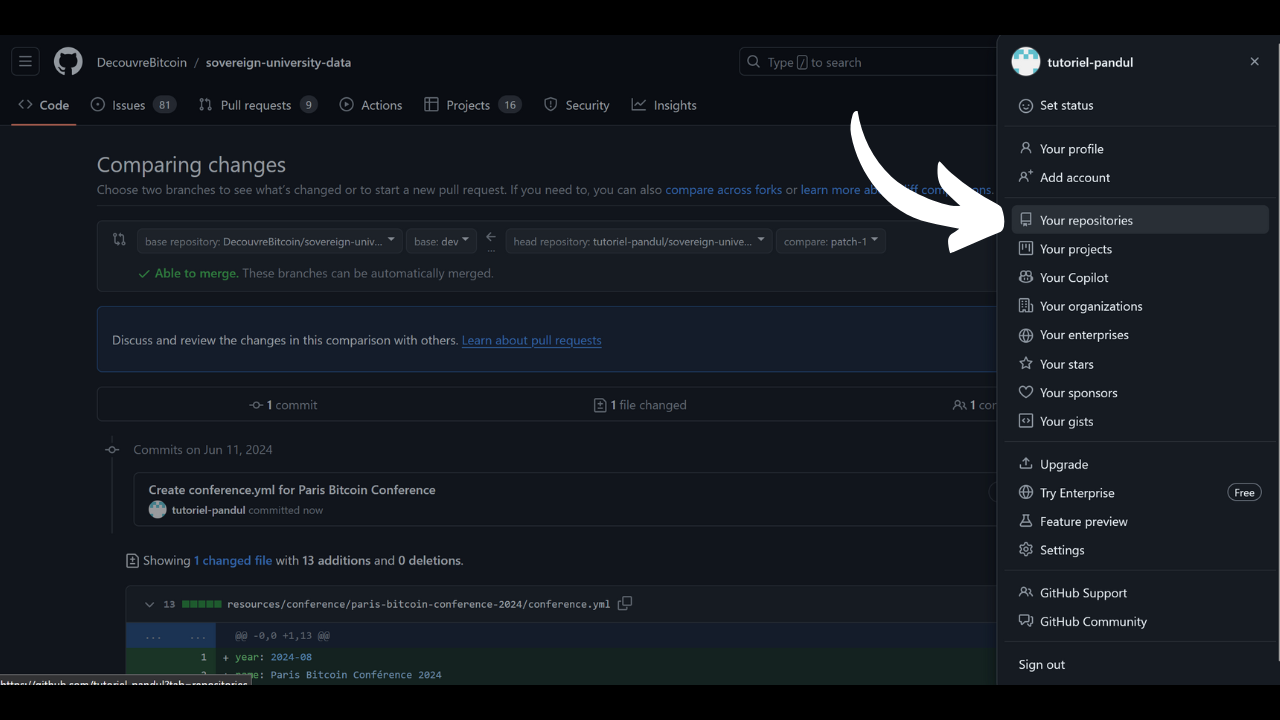 DecouvreBitcoin / sovereign-university-data
Type / to search
Code
Issues 81
Pull requests 9
Actions
Projects 16
Security
Insights
Comparing changes
Choose two branches to see what's changed or to start a new pull request. If you need to, you can also compare across forks or learn more
base repository: DecouvreBitcoin/sovereign-univ...
base: dev
head repository: tutoriel-pandul/sovereign-unive...
compare: patch-1
Able to merge. These branches can be automatically merged.
Discuss and review the changes in this comparison with others. Learn about pull requests
1 commit
1 file changed
1
Commits on Jun 11, 2024
Create conference.yml for Paris Bitcoin Conference
tutoriel-pandul committed now
Showing 1 changed file with 13 additions and 0 deletions.
13 resources/conference/paris-bitcoin-conference-2024/conference.yml
... ... @@ -0,0 +1,13 @@
1 + year: 2024-08
Paris Bitcoin Conférence 2024
https://github.com/tutoriel-pandul?tab=repositories
tutoriel-pandul
Set status
Your profile
Add account
Your repositories
Your projects
Your Copilot
Your organizations
Your enterprises
Your stars
Your sponsors
Your gists
Upgrade
Try Enterprise Free
Feature preview
Settings
GitHub Support
GitHub Community
Sign out